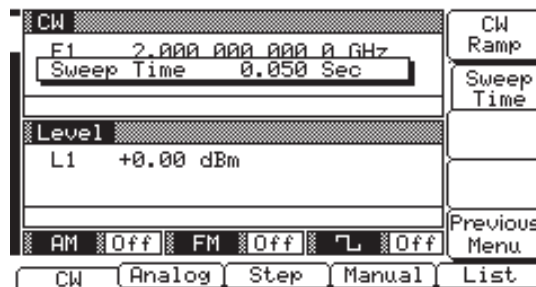 CW
F1 2.000 000 000 0 GHz
Sweep Time 0.050 Sec
Level
L1 +0.00 dBm
AM Off FM Off Off
CW Ramp
Sweep Time
Previous Menu
CW Analog Step Manual List